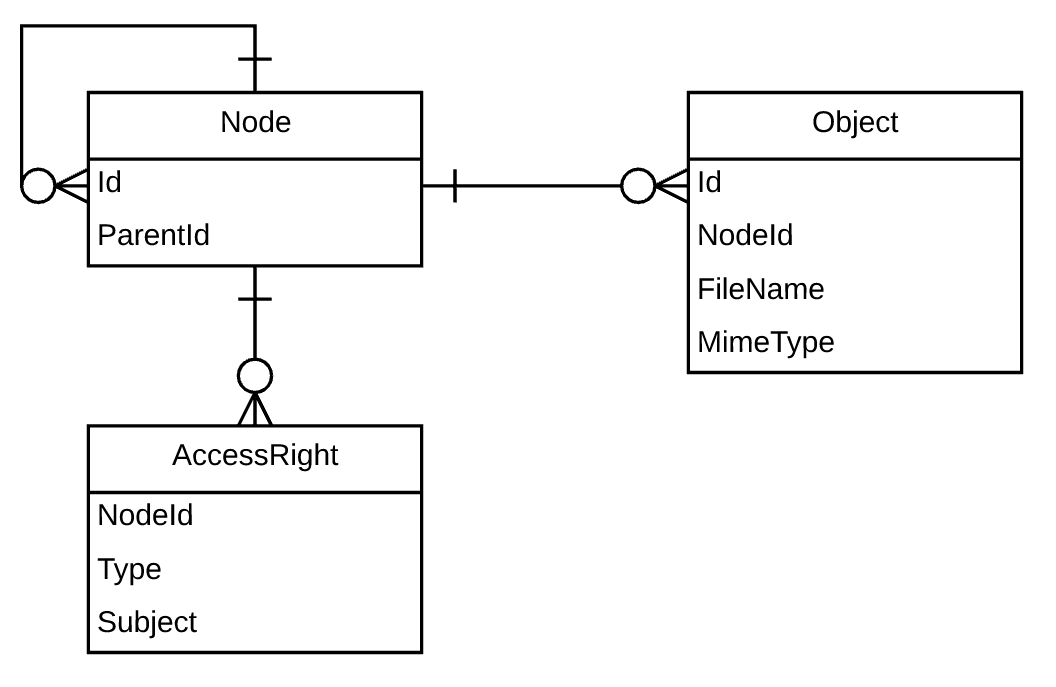 Node
Id
ParentId
Object
Id
NodeId
FileName
MimeType
AccessRight
NodeId
Type
Subject